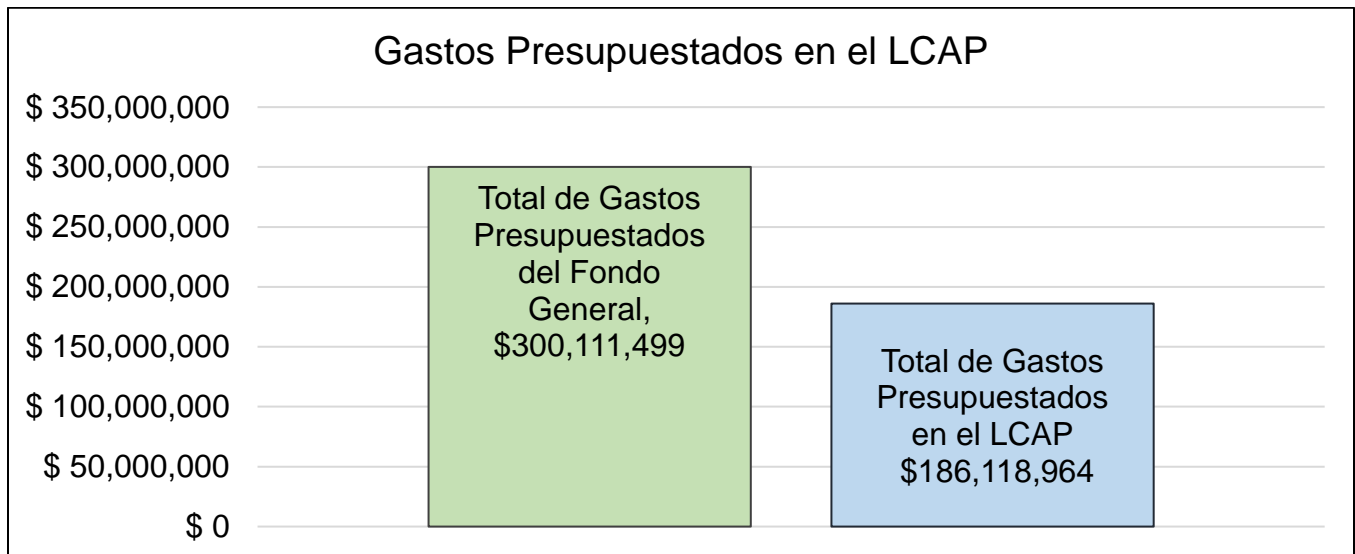 Gastos Presupuestados en el LCAP
$ 350,000,000
$ 300,000,000
$ 250,000,000
$ 200,000,000
$ 150,000,000
$ 100,000,000
$ 50,000,000
$ 0
Total de Gastos
Presupuestados
del Fondo
General,
$300,111,499
Total de Gastos
Presupuestados
en el LCAP
$186,118,964